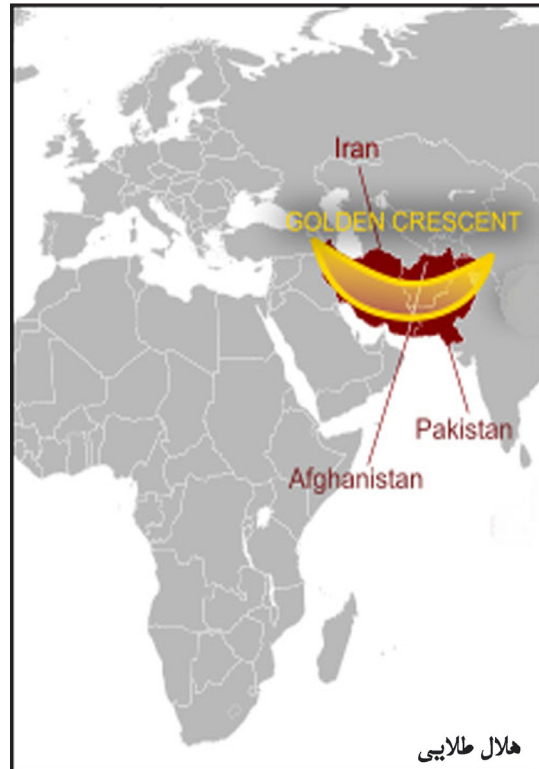 Iran
GOLDEN CRESCENT
Pakistan
Afghanistan
هلال طلایی